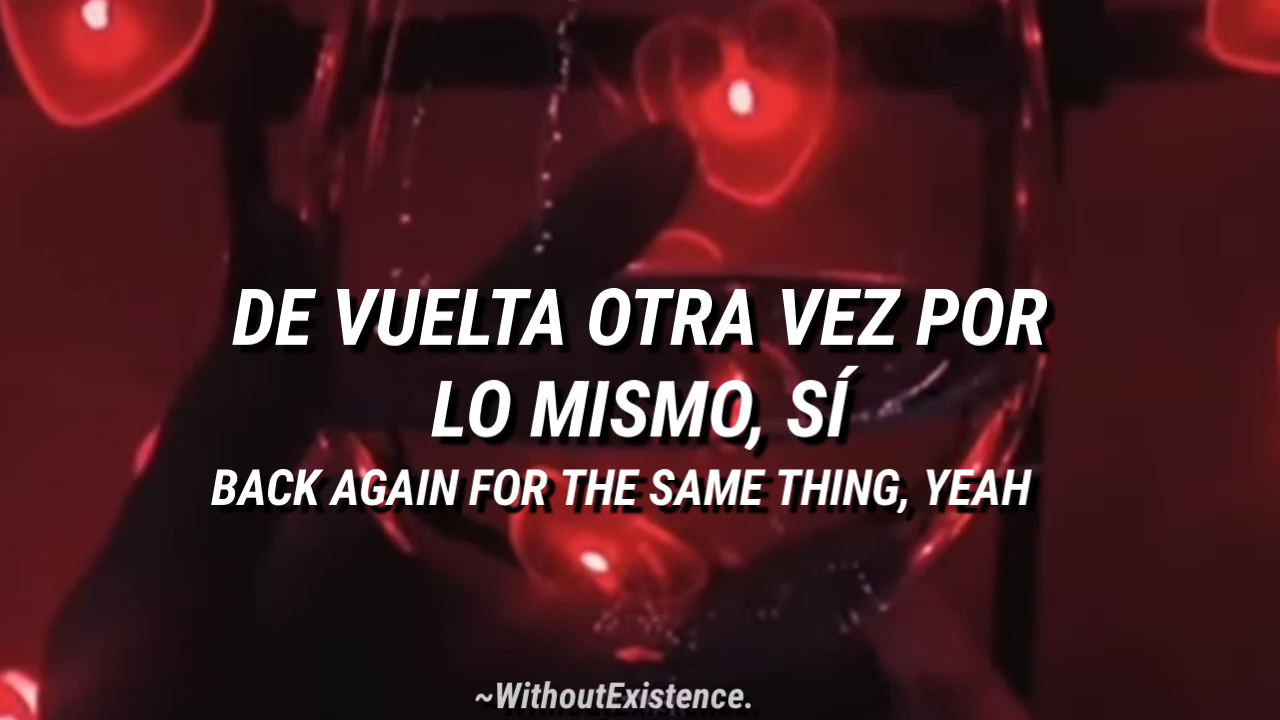 DE VUELTA OTRA VEZ POR
LO MISMO, SÍ
BACK AGAIN FOR THE SAME THING, YEAH
~WithoutExistence.